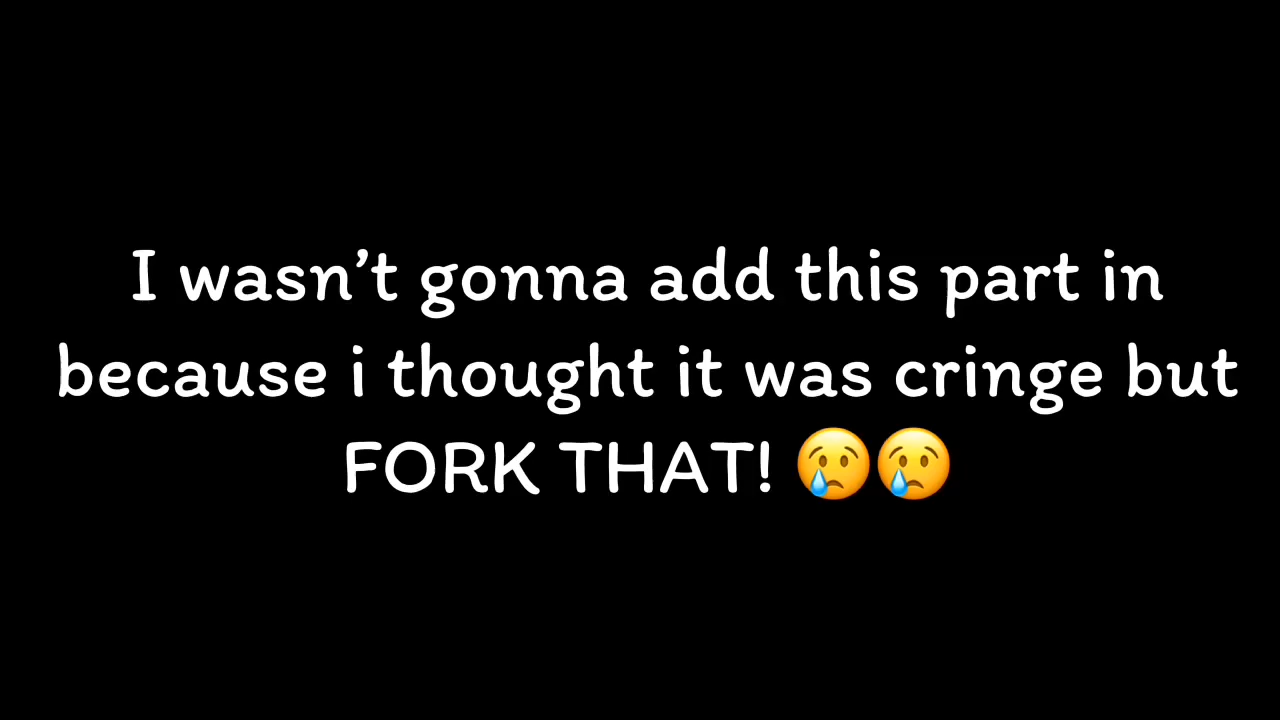 I wasn’t gonna add this part in
because i thought it was cringe but
FORK THAT! 😢😢